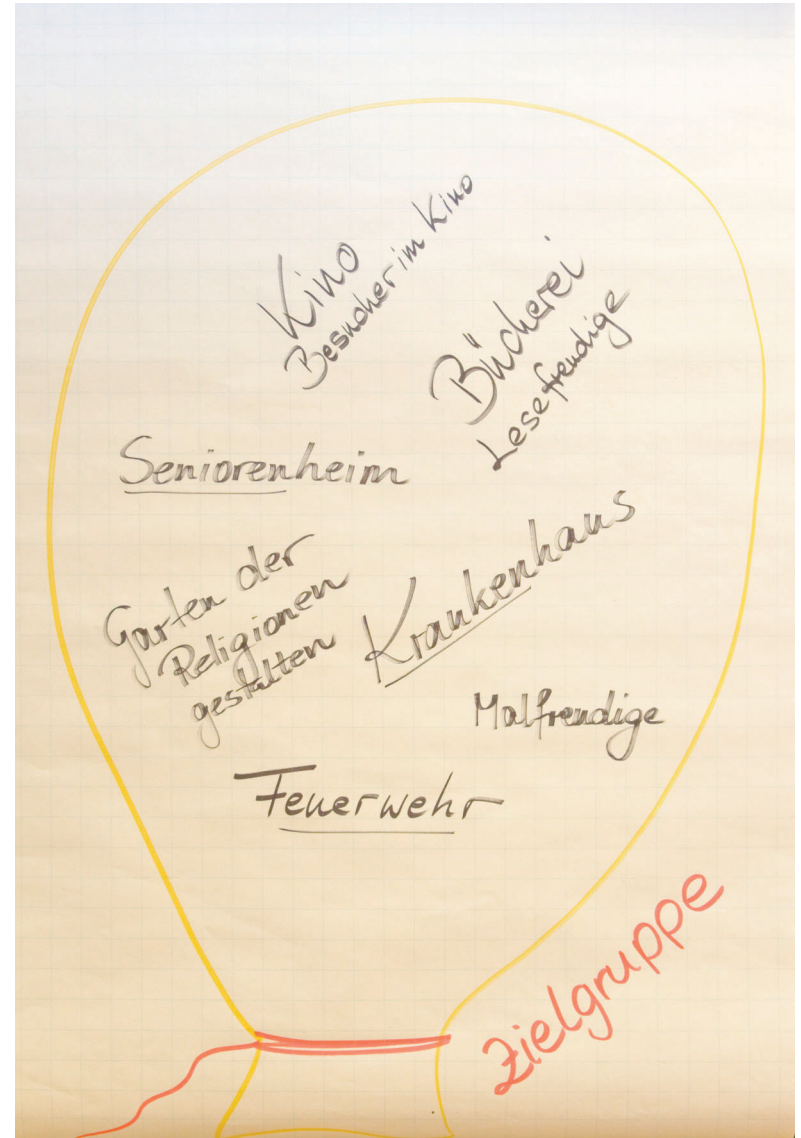 Kino
Besucher im Kino
Bücherei
Lesefreudige
Seniorenheim
Garten der
Religionen
gestalten
Krankenhaus
Malfreudige
Feuerwehr
Zielgruppe